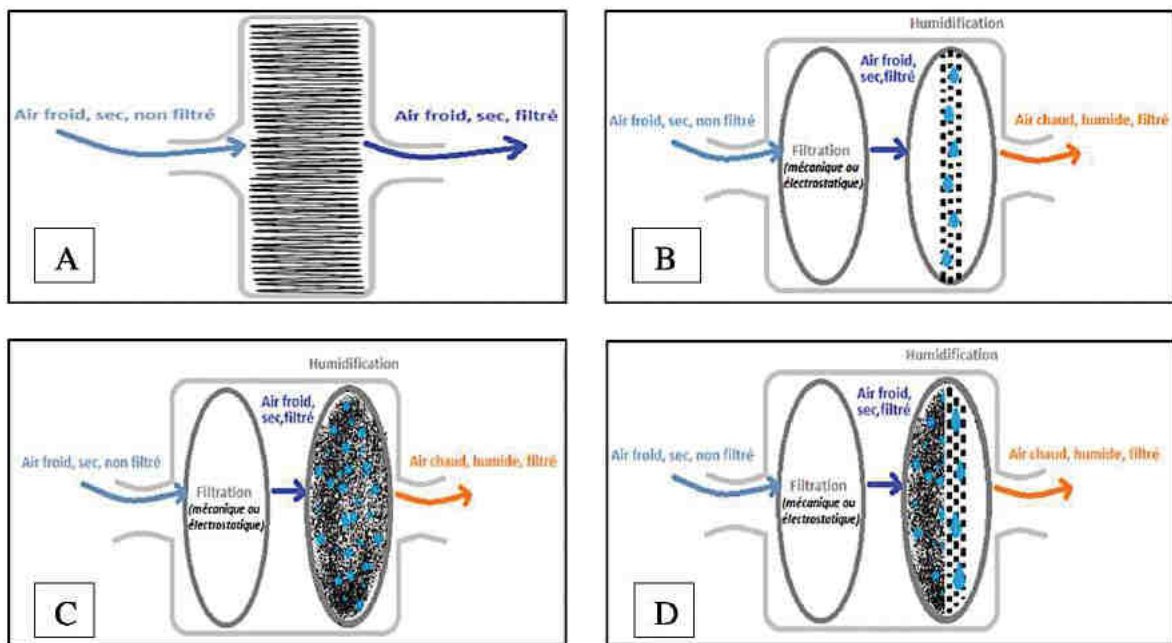 Air froid, sec, non filtré
Air froid, sec, filtré
A
Humidification
Air froid,
sec,filtré
Air froid, sec, non filtré
Air chaud, humide, filtré
Filtration
(mécanique ou
électrostatique)
B
Humidification
Air froid,
sec,filtré
Air froid, sec, non filtré
Air chaud, humide, filtré
Filtration
(mécanique ou
électrostatique)
C
Humidification
Air froid,
sec,filtré
Air froid, sec, non filtré
Air chaud, humide, filtré
Filtration
(mécanique ou
électrostatique)
D